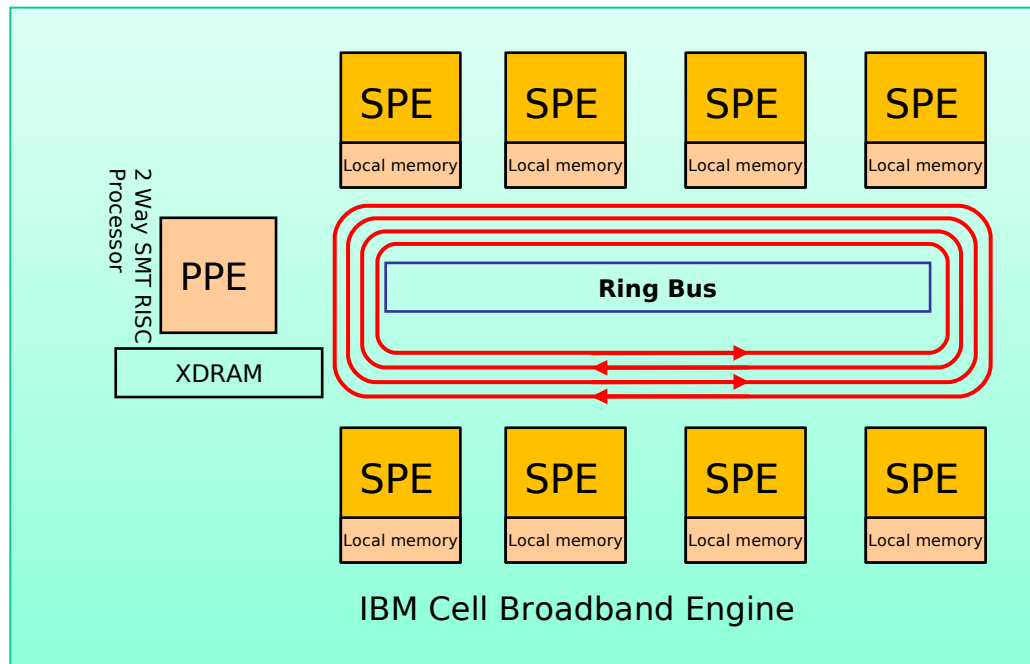 SPE
SPE
SPE
SPE
Local memory
Local memory
Local memory
Local memory
2 Way SMT RISC
Processor
PPE
Ring Bus
XDRAM
SPE
SPE
SPE
SPE
Local memory
Local memory
Local memory
Local memory
IBM Cell Broadband Engine